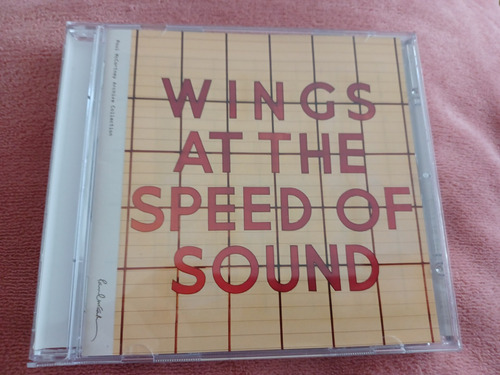 Paul McCartney Archive Collection
WINGS
AT THE
SPEED OF
SOUND